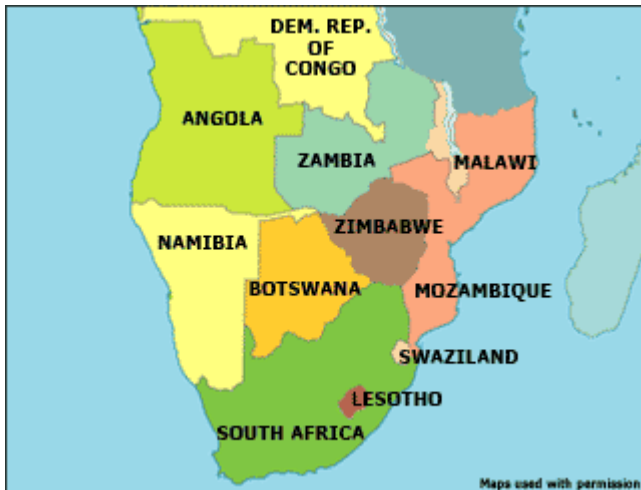 DEM. REP.
OF
CONGO
ANGOLA
ZAMBIA
MALAWI
NAMIBIA
ZIMBABWE
BOTSWANA
MOZAMBIQUE
SWAZILAND
LESOTHO
SOUTH AFRICA
Maps used with permission